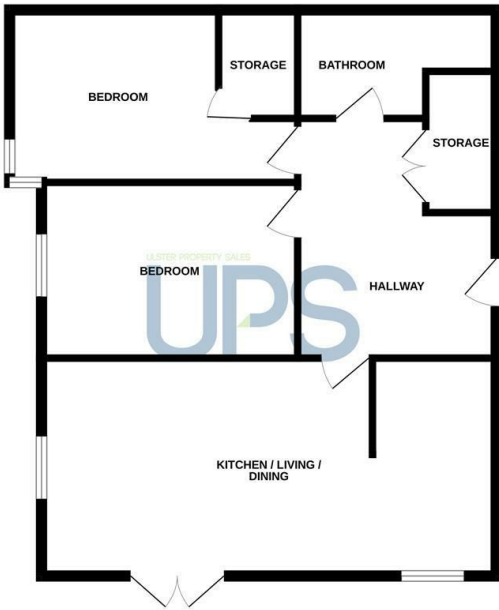 STORAGE
BATHROOM
BEDROOM
STORAGE
ULSTER PROPERTY SALES
UPS
BEDROOM
HALLWAY
KITCHEN / LIVING /
DINING